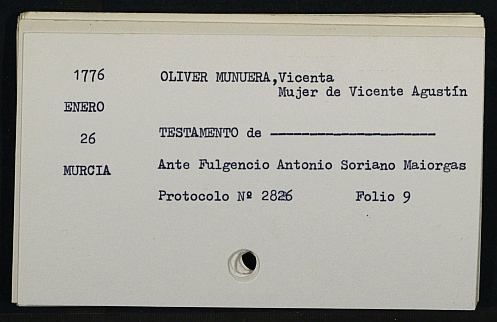 1776
ENERO
26
MURCIA
OLIVER MUNUERA,Vicenta
Mujer de Vicente Agustín
TESTAMENTO de ---------------------
Ante Fulgencio Antonio Soriano Maiorgas
Protocolo Nº 2826 Folio 9